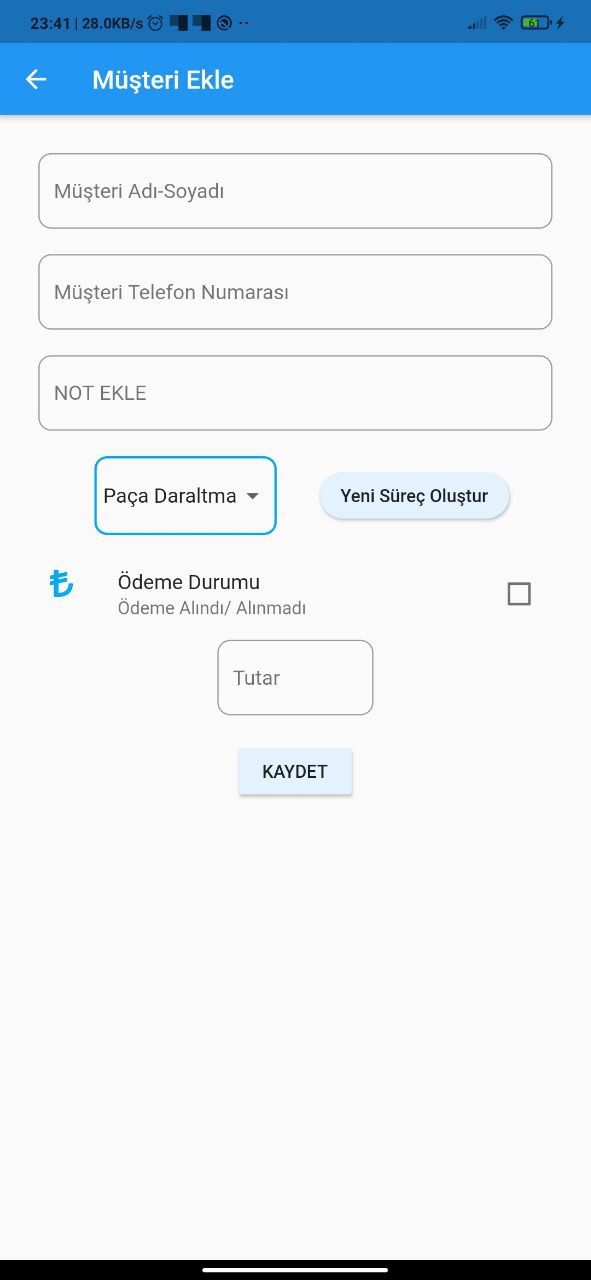 23:41 | 28.0KB/s
61
Müşteri Ekle
Müşteri Adı-Soyadı
Müşteri Telefon Numarası
NOT EKLE
Paça Daraltma
Yeni Süreç Oluştur
₺
Ödeme Durumu
Ödeme Alındı/ Alınmadı
Tutar
KAYDET